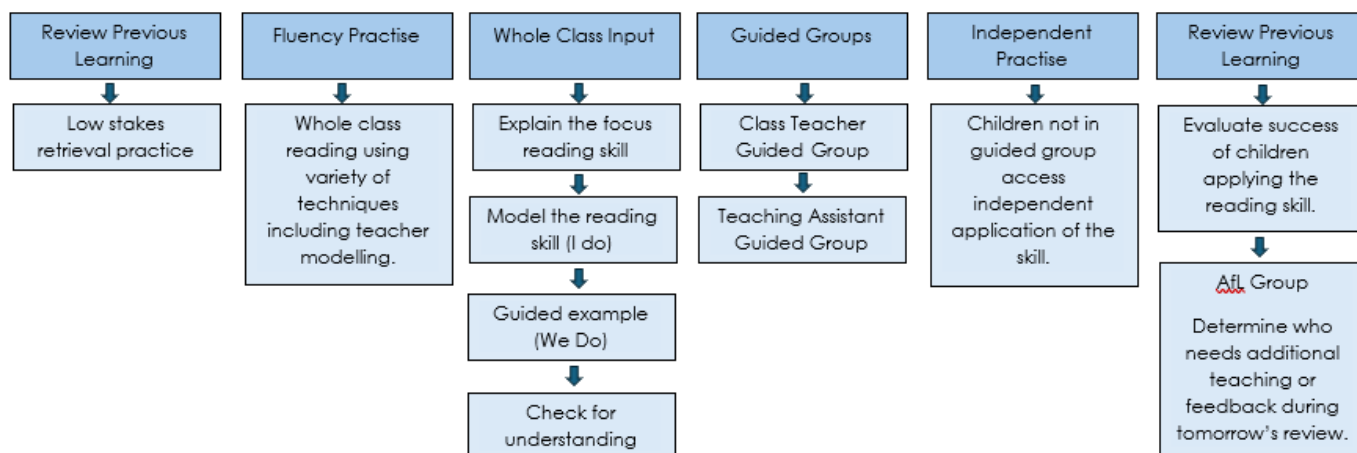 Review Previous
Learning
Low stakes
retrieval practice
Fluency Practise
Whole class
reading using
variety of
techniques
including teacher
modelling.
Whole Class Input
Explain the focus
reading skill
Model the reading
skill (I do)
Guided example
(We Do)
Check for
understanding
Guided Groups
Class Teacher
Guided Group
Teaching Assistant
Guided Group
Independent
Practise
Children not in
guided group
access
independent
application of the
skill.
Review Previous
Learning
Evaluate success
of children
applying the
reading skill.
AfL Group
Determine who
needs additional
teaching or
feedback during
tomorrow's review.